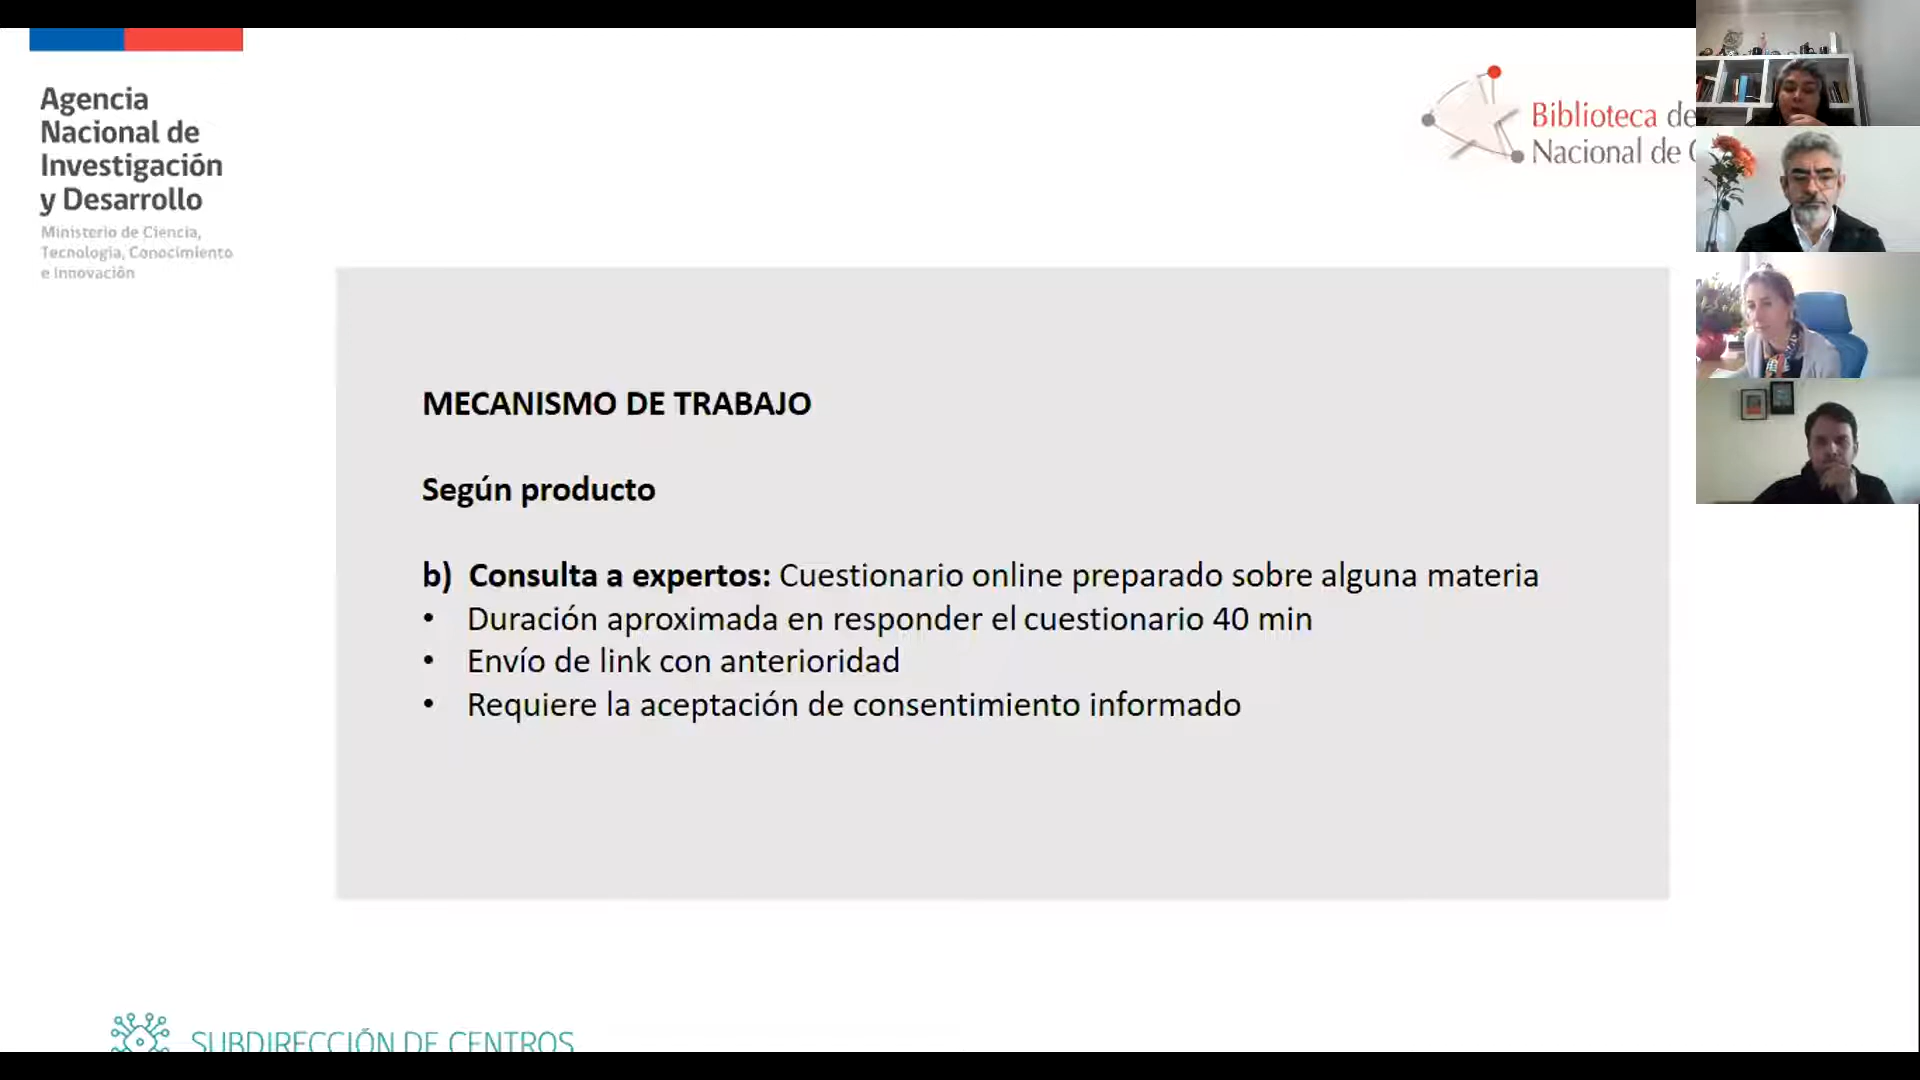 Agencia
Nacional de
Investigación
y Desarrollo
Ministerio de Ciencia,
Tecnología, Conocimiento
e Innovación
Biblioteca de
Nacional de
MECANISMO DE TRABAJO
Según producto
b) Consulta a expertos: Cuestionario online preparado sobre alguna materia
• Duración aproximada en responder el cuestionario 40 min
• Envío de link con anterioridad
• Requiere la aceptación de consentimiento informado
SUBDIRECCIÓN DE CENTROS